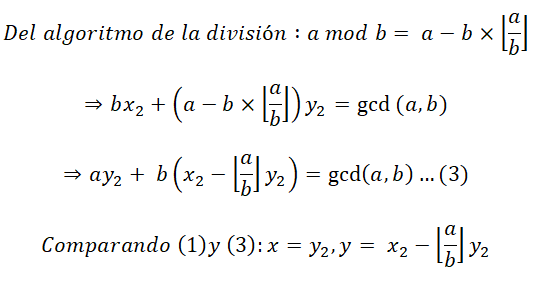 Del algoritmo de la división : a mod b = a − b × ⌊a/b⌋
⇒ bx₂ + (a − b × ⌊a/b⌋)y₂ = gcd (a, b)
⇒ ay₂ + b(x₂ − ⌊a/b⌋y₂) = gcd(a, b) … (3)
Comparando (1)y (3): x = y₂, y = x₂ − ⌊a/b⌋y₂